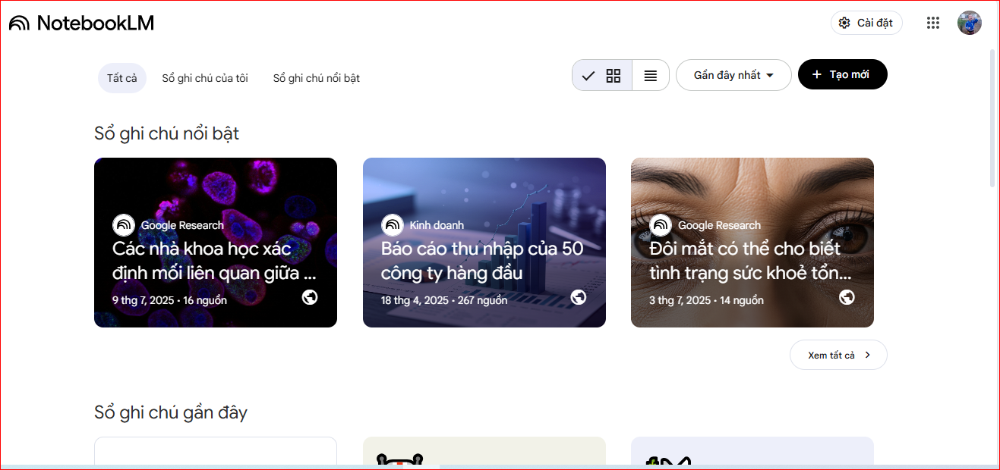 NotebookLM
Cài đặt
Tất cả
Sổ ghi chú của tôi
Sổ ghi chú nổi bật
Gần đây nhất
Tạo mới
Sổ ghi chú nổi bật
Google Research
Các nhà khoa học xác
định mối liên quan giữa ...
9 thg 7, 2025 · 16 nguồn
Kinh doanh
Báo cáo thu nhập của 50
công ty hàng đầu
18 thg 4, 2025 · 267 nguồn
Google Research
Đôi mắt có thể cho biết
tình trạng sức khoẻ tổn...
3 thg 7, 2025 · 14 nguồn
Xem tất cả
Sổ ghi chú gần đây